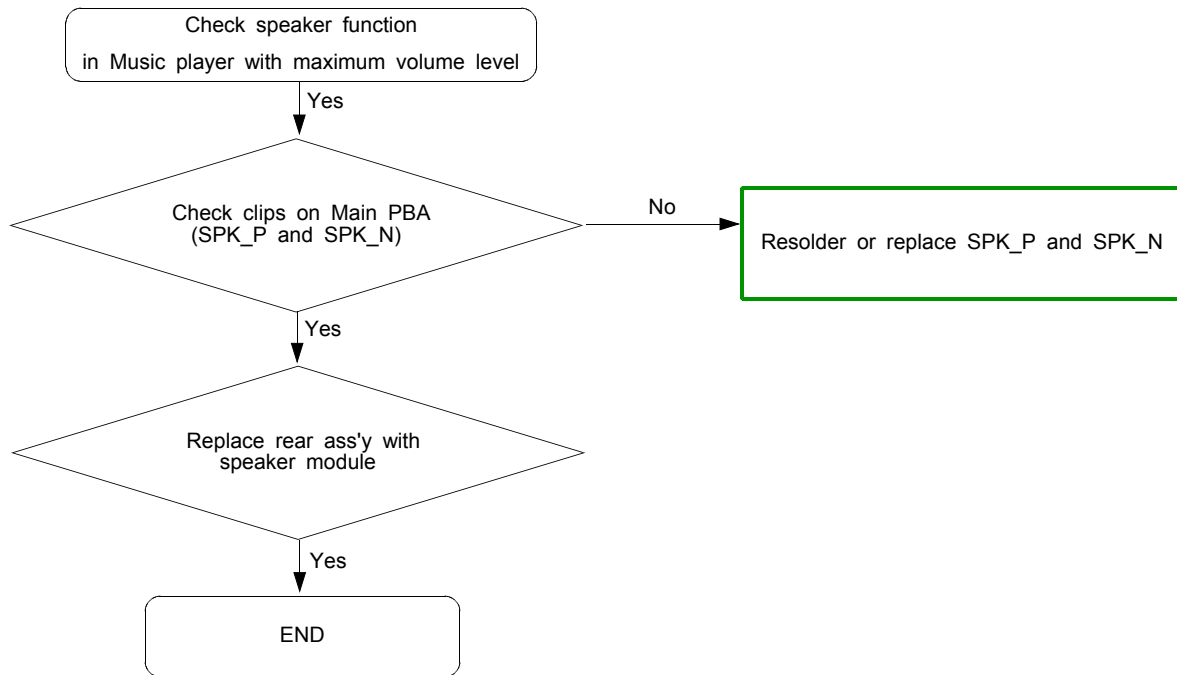 Check speaker function
in Music player with maximum volume level
Yes
Check clips on Main PBA
(SPK_P and SPK_N)
No
Resolder or replace SPK_P and SPK_N
Yes
Replace rear ass'y with
speaker module
Yes
END